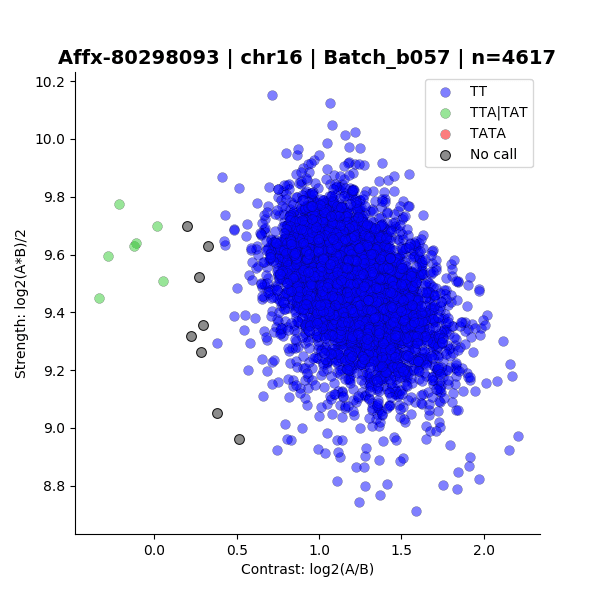 Affx-80298093 | chr16 | Batch_b057 | n=4617
TT
TTA|TAT
TATA
No call
10.2
10.0
9.8
9.6
9.4
9.2
9.0
8.8
Strength: log2(A*B)/2
0.0
0.5
1.0
1.5
2.0
Contrast: log2(A/B)